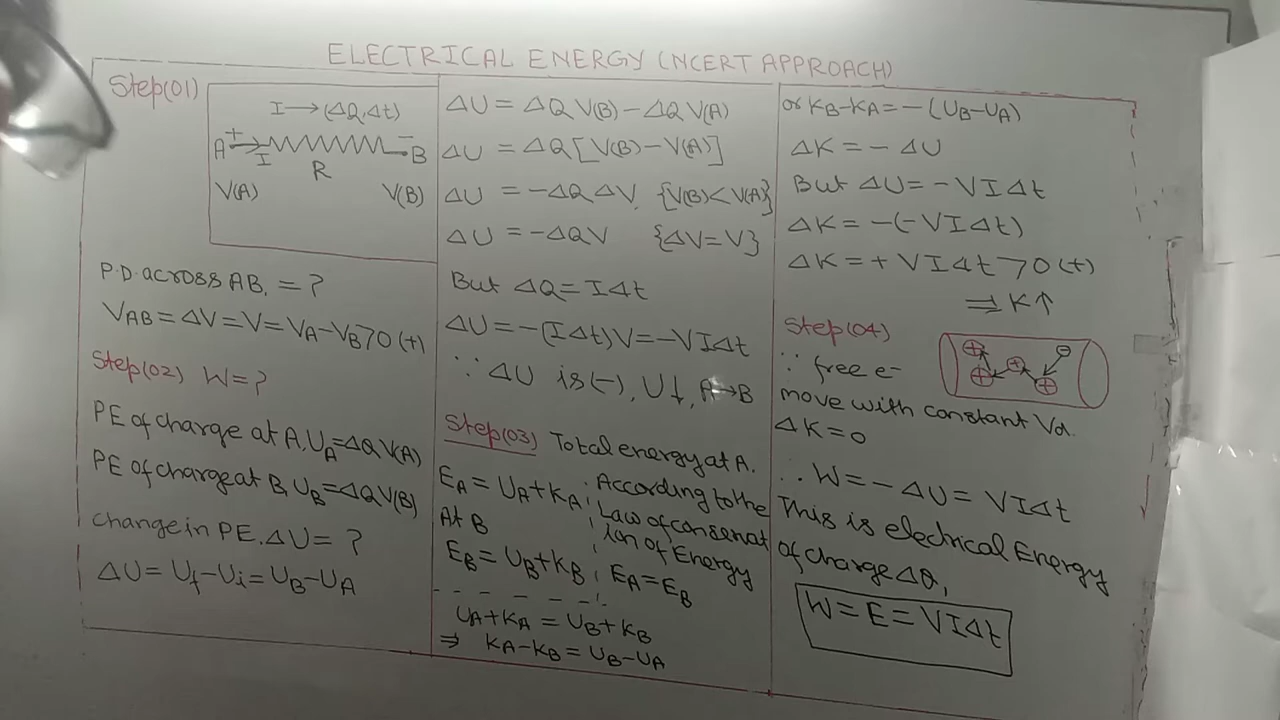 ELECTRICAL ENERGY (NCERT APPROACH)
Step(01)
I→(ΔQ,Δt)
A + I - B
R
V(A) V(B)
P.D. across AB, = ?
VAB = ΔV = V = VA-VB>0 (+)
Step(02) W=?
PE of charge at A, UA=ΔQ V(A)
PE of charge at B, UB=ΔQ V(B)
change in PE, ΔU = ?
ΔU = Uf-Ui = UB-UA
ΔU = ΔQ V(B) - ΔQ V(A)
ΔU = ΔQ [V(B) - V(A)]
ΔU = -ΔQ ΔV, {V(B)<V(A)}
ΔU = -ΔQV {ΔV=V}
But ΔQ = IΔt
ΔU = -(IΔt)V = -VIΔt
∵ ΔU is (-), U↓, A→B
Step(03) Total energy at A.
EA = UA+KA
At B
EB = UB+KB
According to the
Law of conservat
ion of Energy
EA = EB
UA+KA = UB+KB
⇒ KA-KB = UB-UA
or KB-KA = -(UB-UA)
ΔK = -ΔU
But ΔU = -VIΔt
ΔK = -(-VIΔt)
ΔK = + VIΔt >0 (+)
⇒ K↑
Step(04)
∵ free e-
move with constant Vd.
ΔK=0
∴ W = -ΔU = VIΔt
This is electrical Energy
of charge ΔQ,
W = E = VIΔt